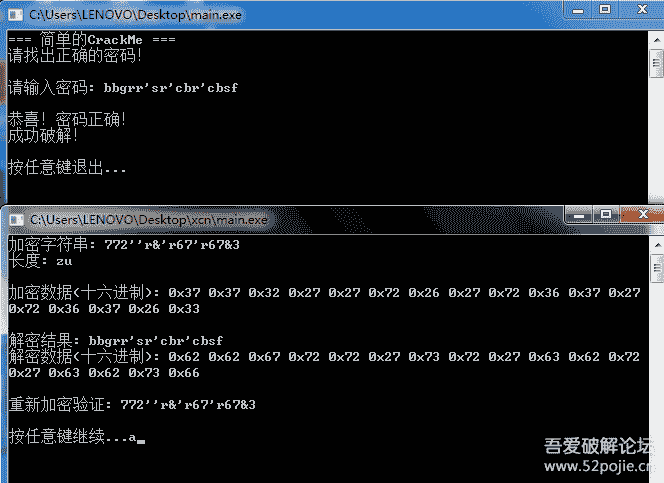 C:\Users\LENOVO\Desktop\main.exe
=== 简单的CrackMe ===
请找出正确的密码!
请输入密码: bbgrr'sr'cbr'cbsf
恭喜! 密码正确!
成功破解!
按任意键退出...
C:\Users\LENOVO\Desktop\xcn\main.exe
加密字符串: 772''r&'r67'r67&3
长度: zu
加密数据(十六进制): 0x37 0x37 0x32 0x27 0x27 0x72 0x26 0x27 0x72 0x36 0x37 0x27
0x72 0x36 0x37 0x26 0x33
解密结果: bbgrr'sr'cbr'cbsf
解密数据(十六进制): 0x62 0x62 0x67 0x72 0x72 0x27 0x73 0x72 0x27 0x63 0x62 0x72
0x27 0x63 0x62 0x73 0x66
重新加密验证: 772''r&'r67'r67&3
按任意键继续...a
吾爱破解论坛
www.52pojie.cn